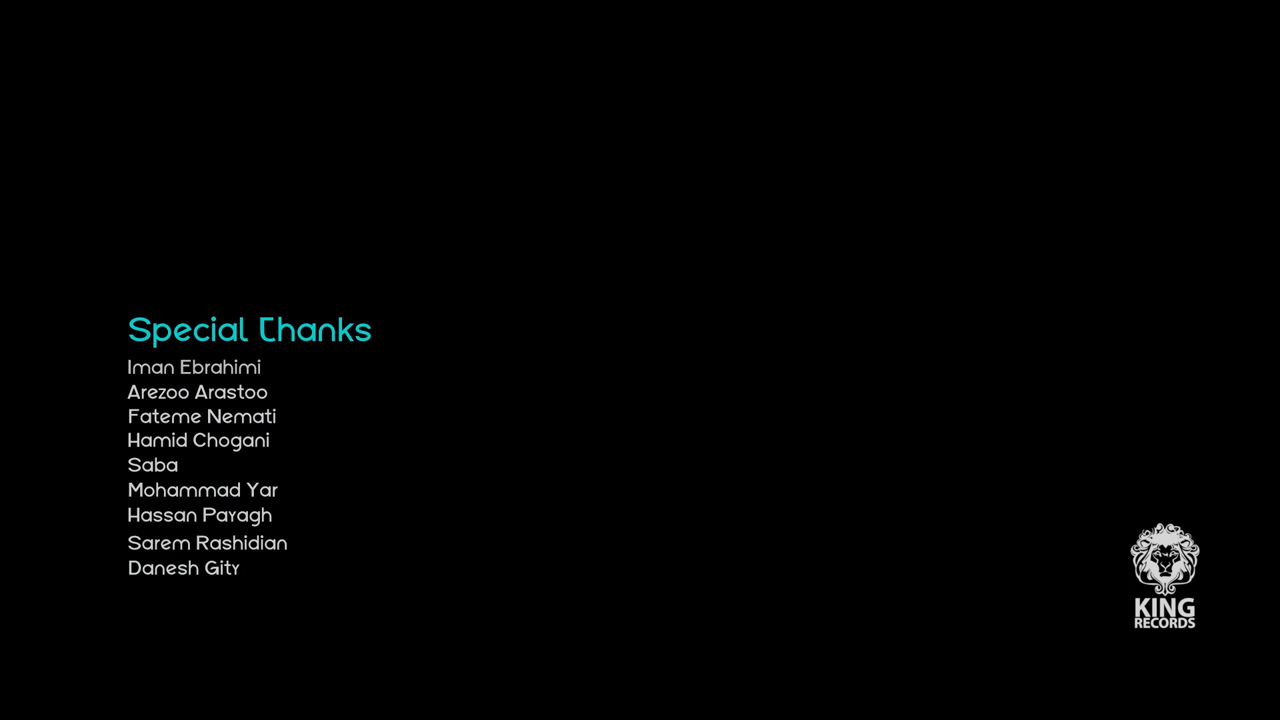 Special Thanks
Iman Ebrahimi
Arezoo Arastoo
Fateme Nemati
Hamid Chogani
Saba
Mohammad Yar
Hassan Payagh
Sarem Rashidian
Danesh Gity
KING
RECORDS